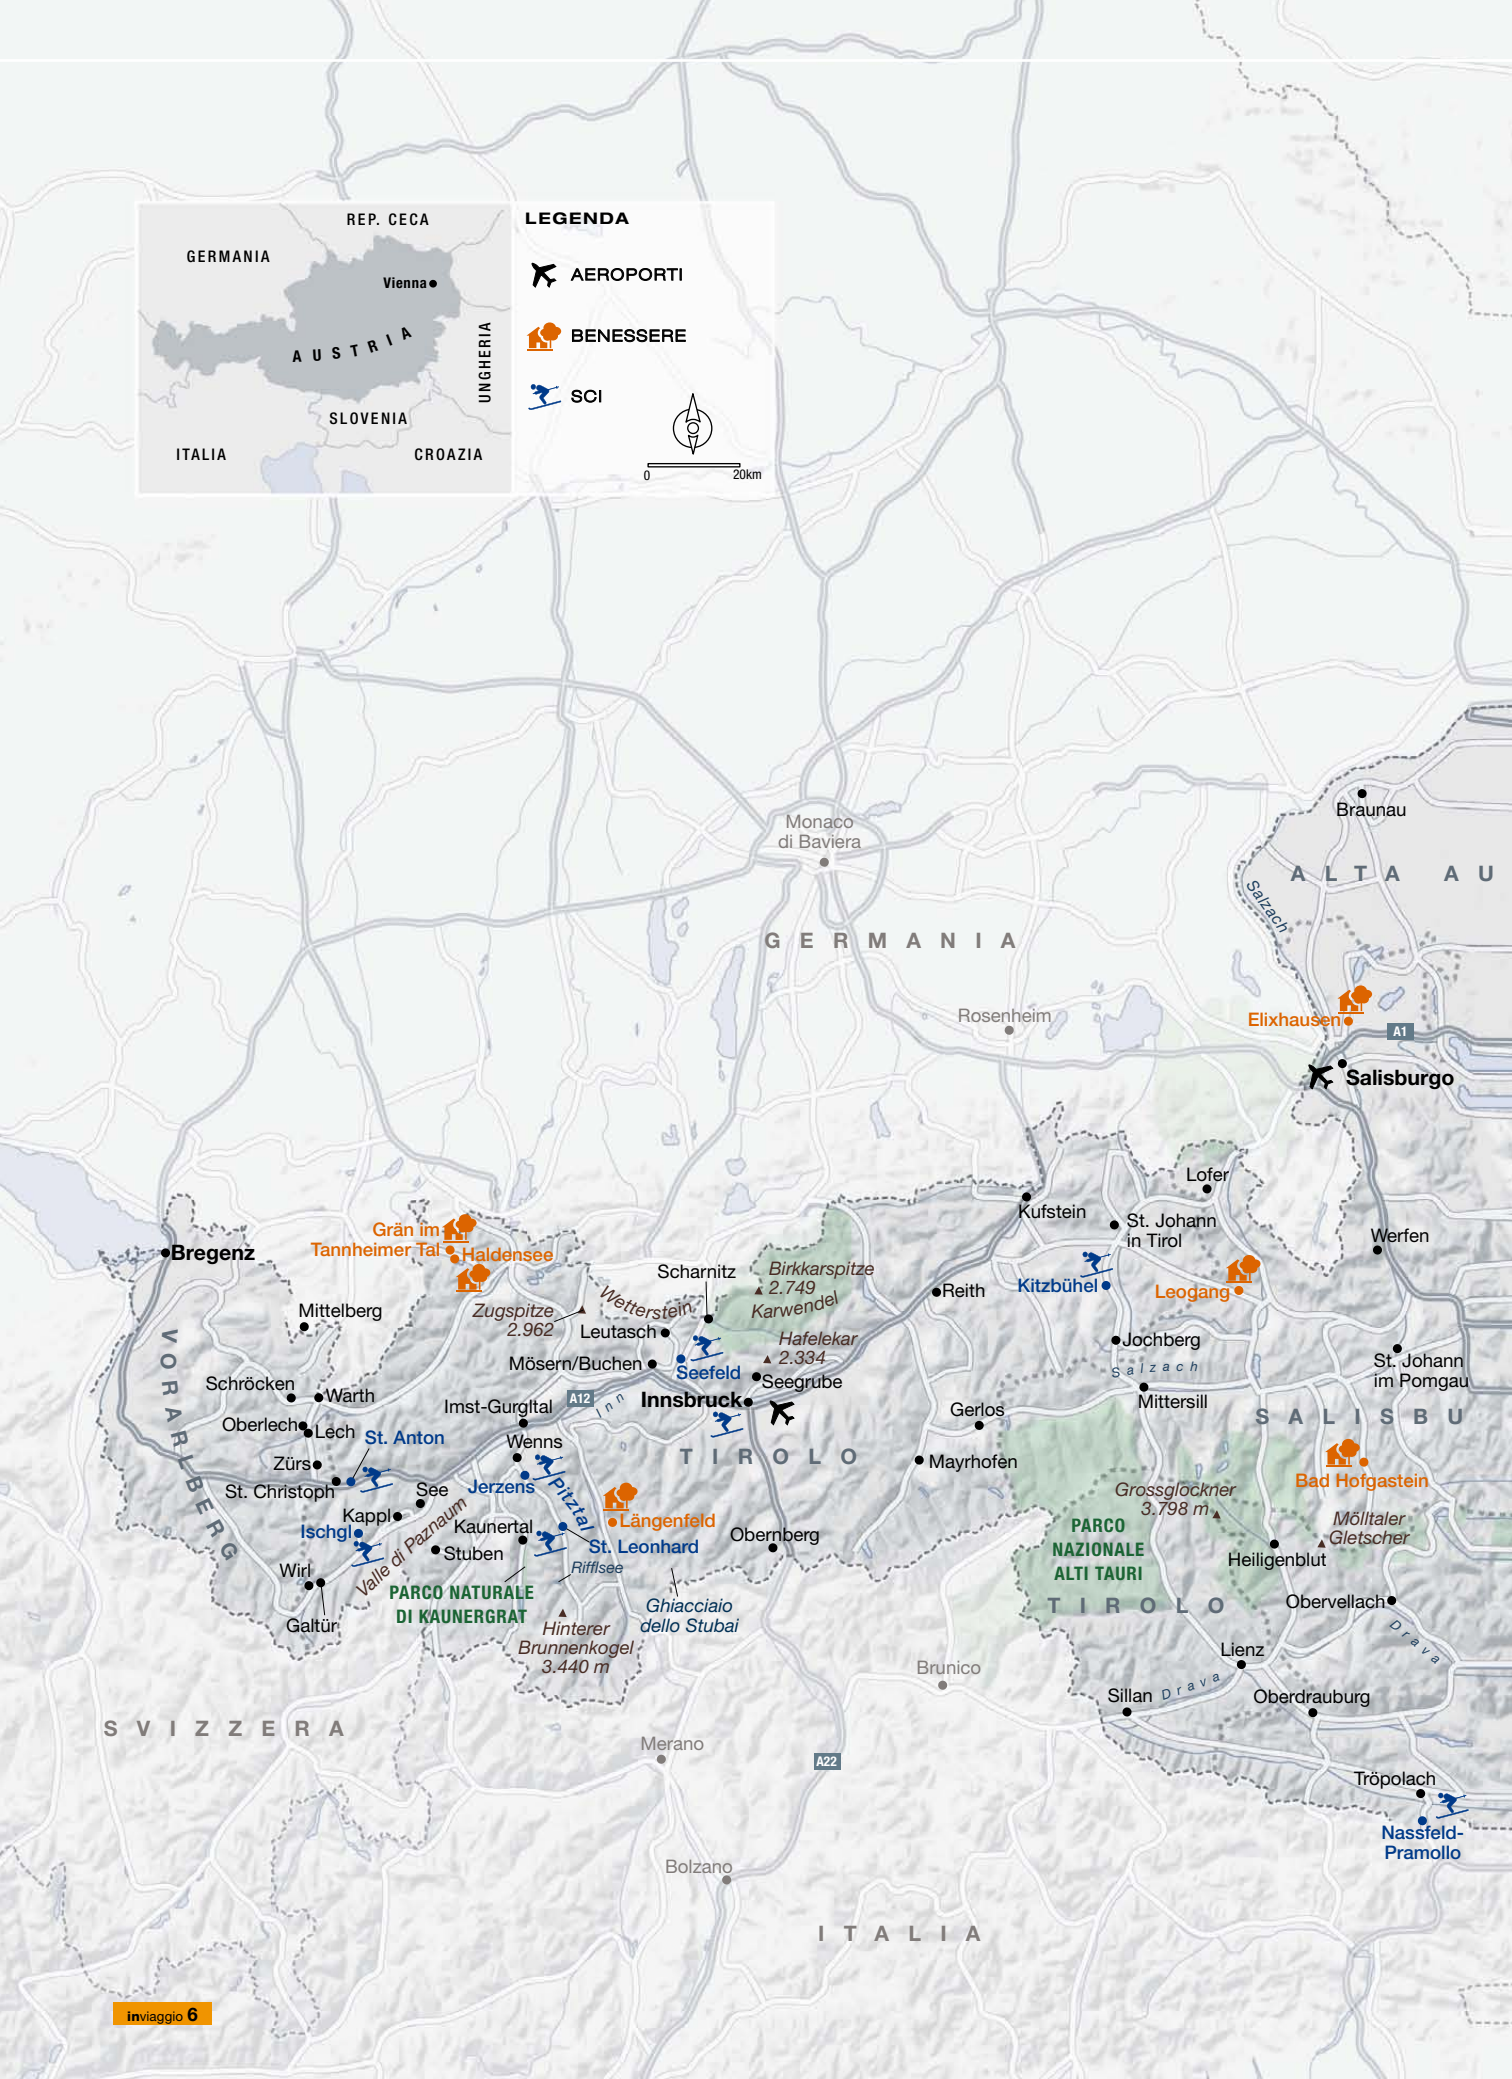 REP. CECA
GERMANIA
Vienna
AUSTRIA
UNGHERIA
SLOVENIA
ITALIA
CROAZIA
LEGENDA
AEROPORTI
BENESSERE
SCI
0
20km
Braunau
ALTA AU
Salzach
Monaco
di Baviera
GERMANIA
Rosenheim
Elixhausen
A1
Salisburgo
Lofer
Kufstein
St. Johann
in Tirol
Werfen
Bregenz
Grän im
Tannheimer Tal
Haldensee
Scharnitz
Birkkarspitze
2.749
Karwendel
Wetterstein
Zugspitze
2.962
Leutasch
Mittelberg
Reith
Kitzbühel
Leogang
VORARLBERG
Hafelekar
2.334
Mösern/Buchen
Seefeld
Seegrube
Jochberg
Salzach
St. Johann
im Pomgau
Schröcken
Warth
A12
Inn
Innsbruck
Mittersill
Imst-Gurgltal
Oberlech
Lech
St. Anton
Gerlos
SALISBU
Wenns
TIROLO
Mayrhofen
Zürs
St. Christoph
See
Jerzens
Pitztal
Bad Hofgastein
Grossglockner
3.798 m
Kappl
Ischgl
Valle di Paznaum
Kaunertal
Längenfeld
Obernberg
PARCO
NAZIONALE
ALTI TAURI
Mölltaler
Gletscher
Stuben
St. Leonhard
Heiligenblut
Wirl
Rifflsee
PARCO NATURALE
DI KAUNERGRAT
Galtür
Ghiacciaio
dello Stubai
Hinterer
Brunnenkogel
3.440 m
TIROLO
Obervellach
Drava
Lienz
Brunico
Sillan
Drava
Oberdrauburg
SVIZZERA
Merano
A22
Tröpolach
Nassfeld-
Pramollo
Bolzano
ITALIA
inviaggio 6